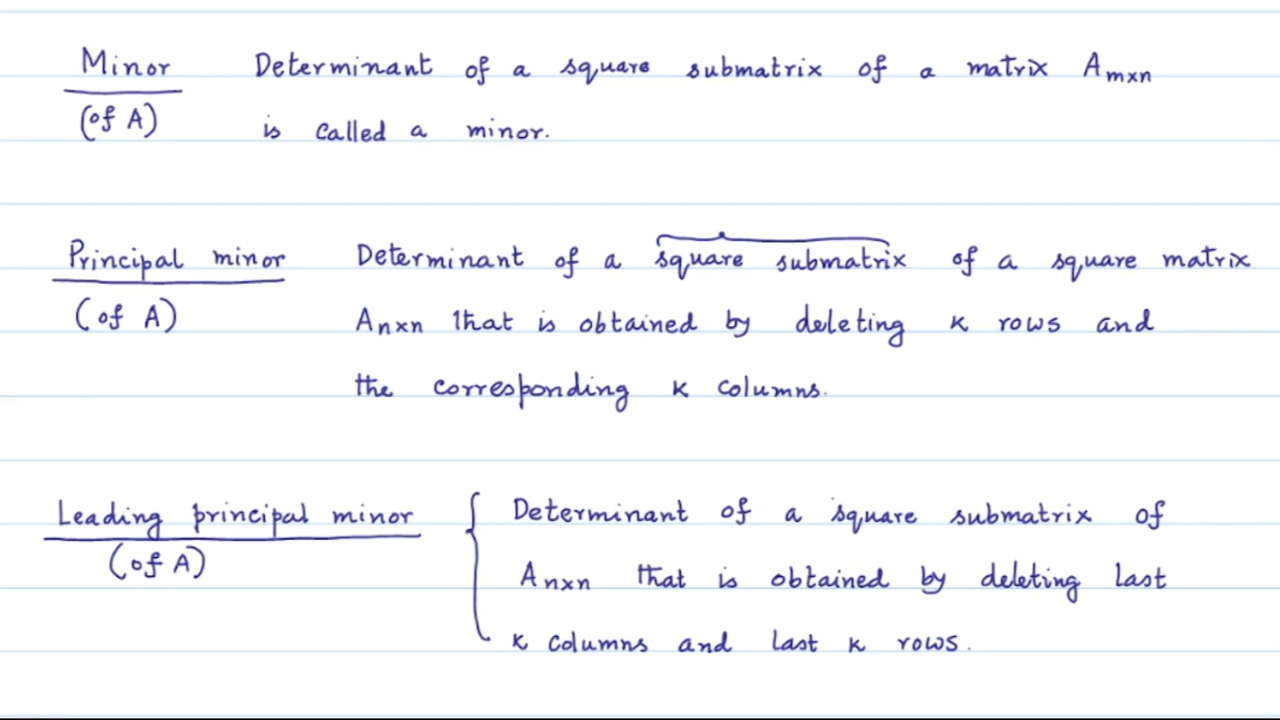 Minor Determinant of a square submatrix of a matrix Amxn
(of A) is called a minor.
Principal minor Determinant of a square submatrix of a square matrix
(of A) Anxn that is obtained by deleting k rows and
the corresponding k columns.
Leading principal minor Determinant of a square submatrix of
(of A) Anxn that is obtained by deleting last
k columns and last k rows.